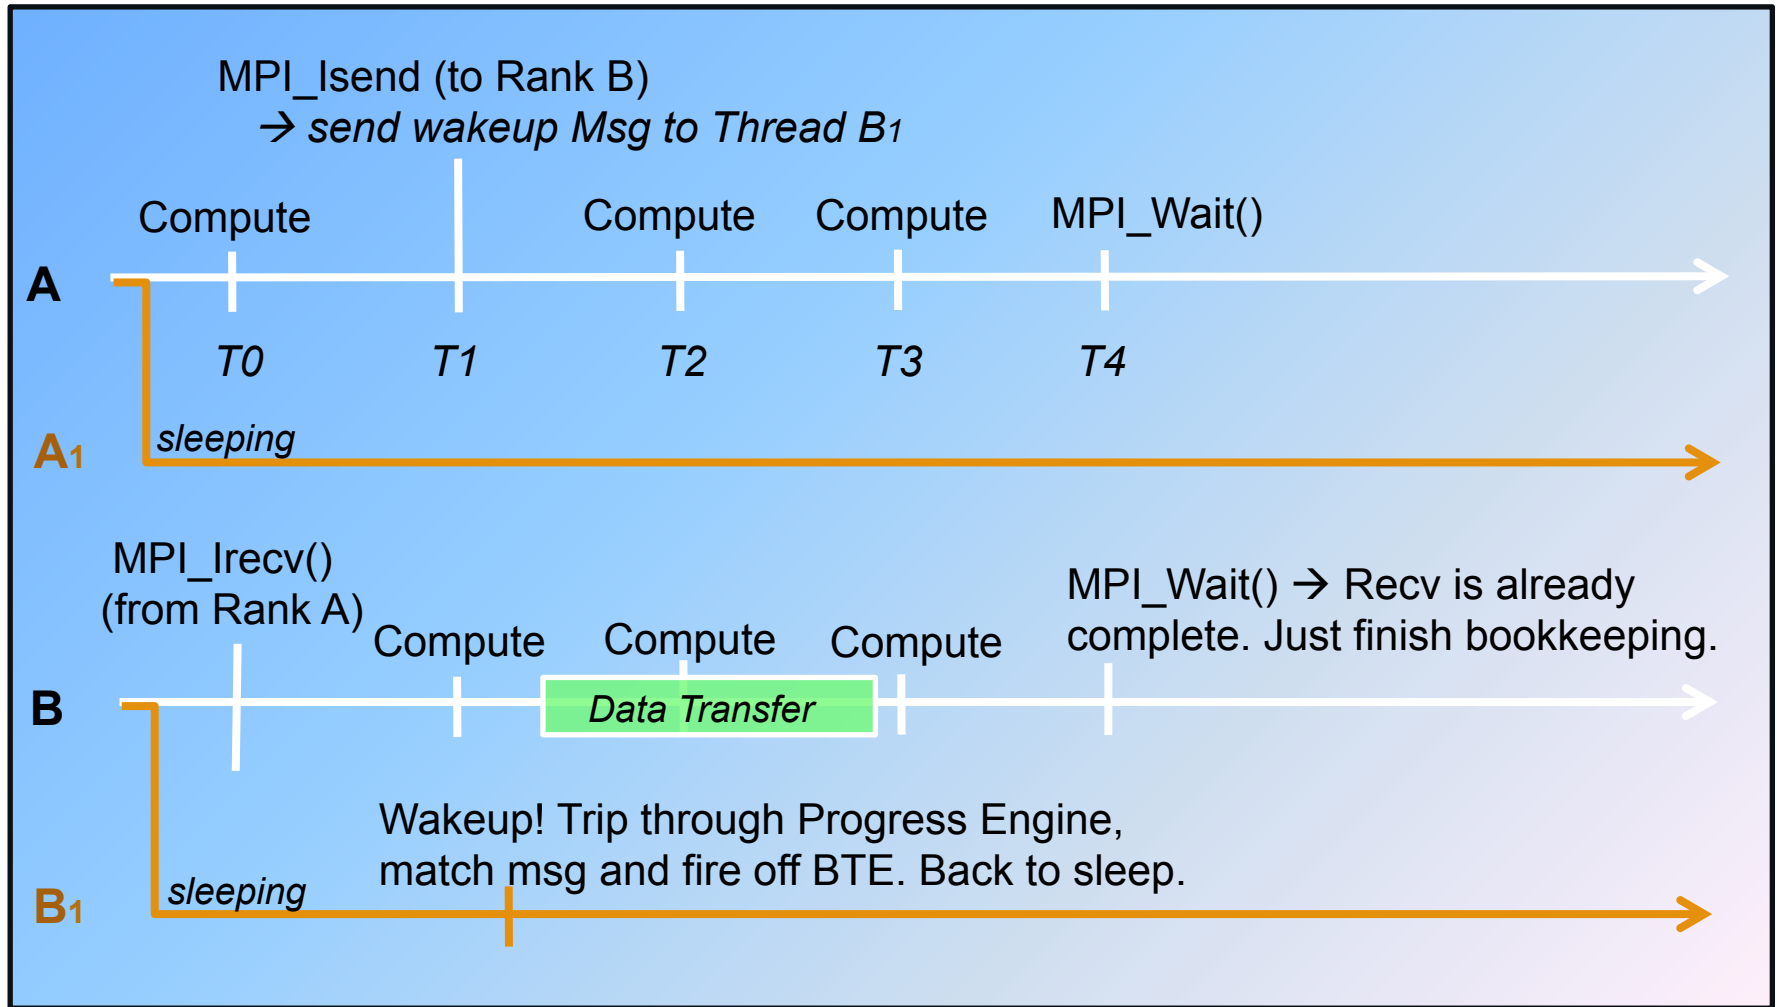 MPI_Isend (to Rank B)
→ send wakeup Msg to Thread B1
Compute
Compute
Compute
MPI_Wait()
A
T0
T1
T2
T3
T4
sleeping
A1
MPI_Irecv()
(from Rank A)
MPI_Wait() → Recv is already
complete. Just finish bookkeeping.
Compute
Compute
Compute
B
Data Transfer
Wakeup! Trip through Progress Engine,
match msg and fire off BTE. Back to sleep.
sleeping
B1